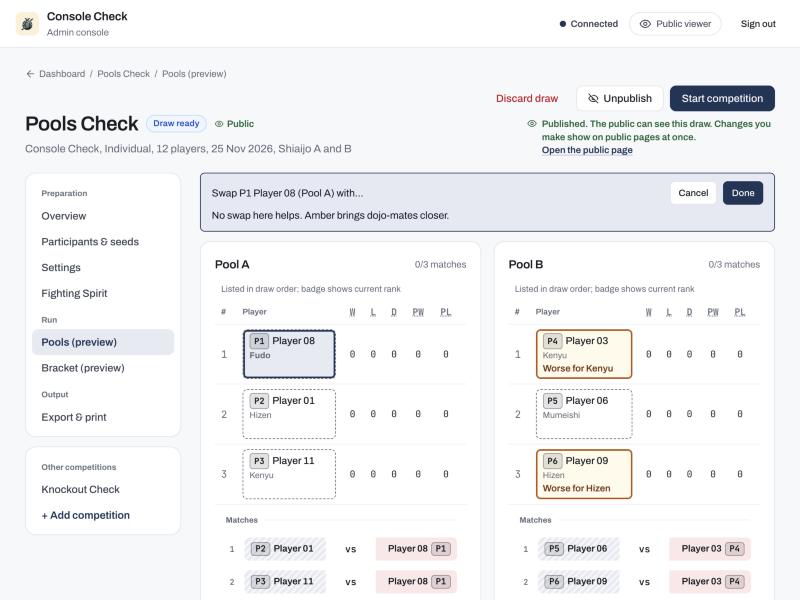 Console Check
Admin console
Connected
Public viewer
Sign out
Dashboard / Pools Check / Pools (preview)
Discard draw
Unpublish
Start competition
Pools Check
Draw ready
Public
Published. The public can see this draw. Changes you
make show on public pages at once.
Open the public page
Console Check, Individual, 12 players, 25 Nov 2026, Shiaijo A and B
Preparation
Overview
Participants & seeds
Settings
Fighting Spirit
Run
Pools (preview)
Bracket (preview)
Output
Export & print
Other competitions
Knockout Check
+ Add competition
Swap P1 Player 08 (Pool A) with...
Cancel
Done
No swap here helps. Amber brings dojo-mates closer.
Pool A
0/3 matches
Listed in draw order; badge shows current rank
# Player W L D PW PL
1 P1 Player 08 0 0 0 0 0
Fudo
2 P2 Player 01 0 0 0 0 0
Hizen
3 P3 Player 11 0 0 0 0 0
Kenyu
Matches
1 P2 Player 01 vs Player 08 P1
2 P3 Player 11 vs Player 08 P1
Pool B
0/3 matches
Listed in draw order; badge shows current rank
# Player W L D PW PL
1 P4 Player 03 0 0 0 0 0
Kenyu
Worse for Kenyu
2 P5 Player 06 0 0 0 0 0
Mumeishi
3 P6 Player 09 0 0 0 0 0
Hizen
Worse for Hizen
Matches
1 P5 Player 06 vs Player 03 P4
2 P6 Player 09 vs Player 03 P4